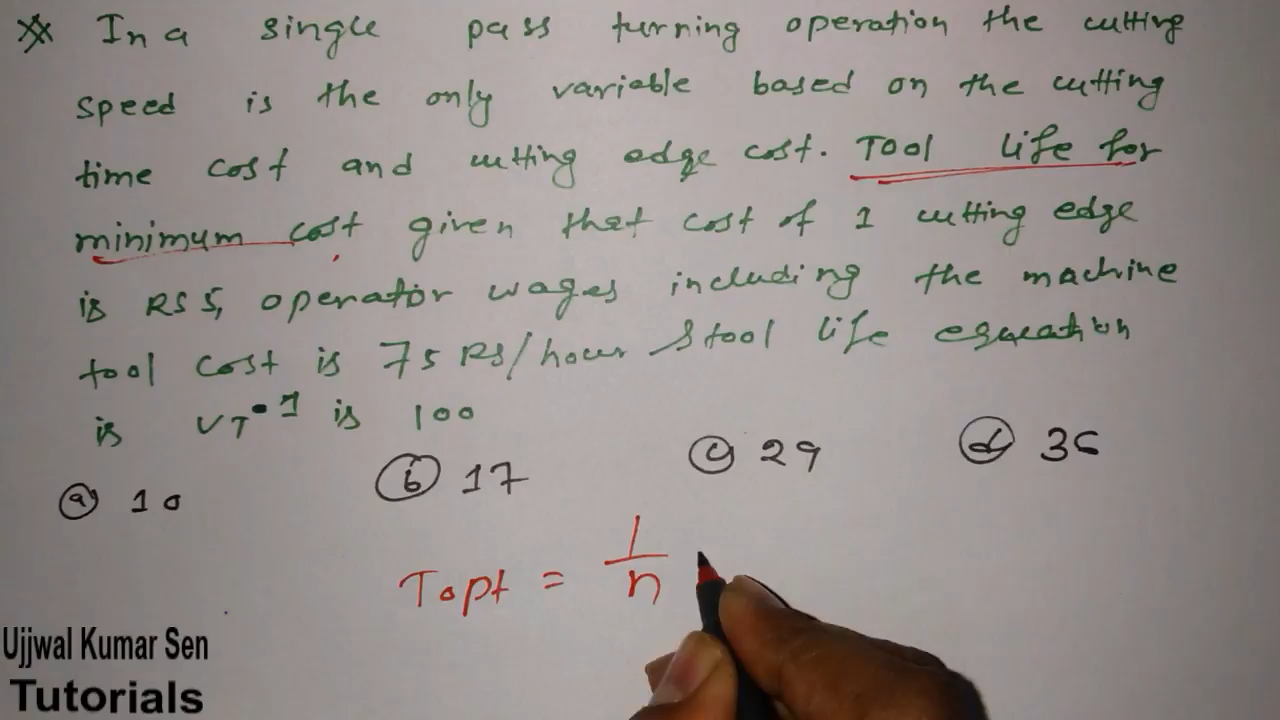 In a single pass turning operation the cutting
speed is the only variable based on the cutting
time cost and cutting edge cost. Tool life for
minimum cost given that cost of 1 cutting edge
is RS 5, operator wages including the machine
tool cost is 75 RS/hour & tool life equation
is VT^.1 is 100
(a) 10 (b) 17 (c) 29 (d) 36
Topt = 1/n
Ujjwal Kumar Sen
Tutorials